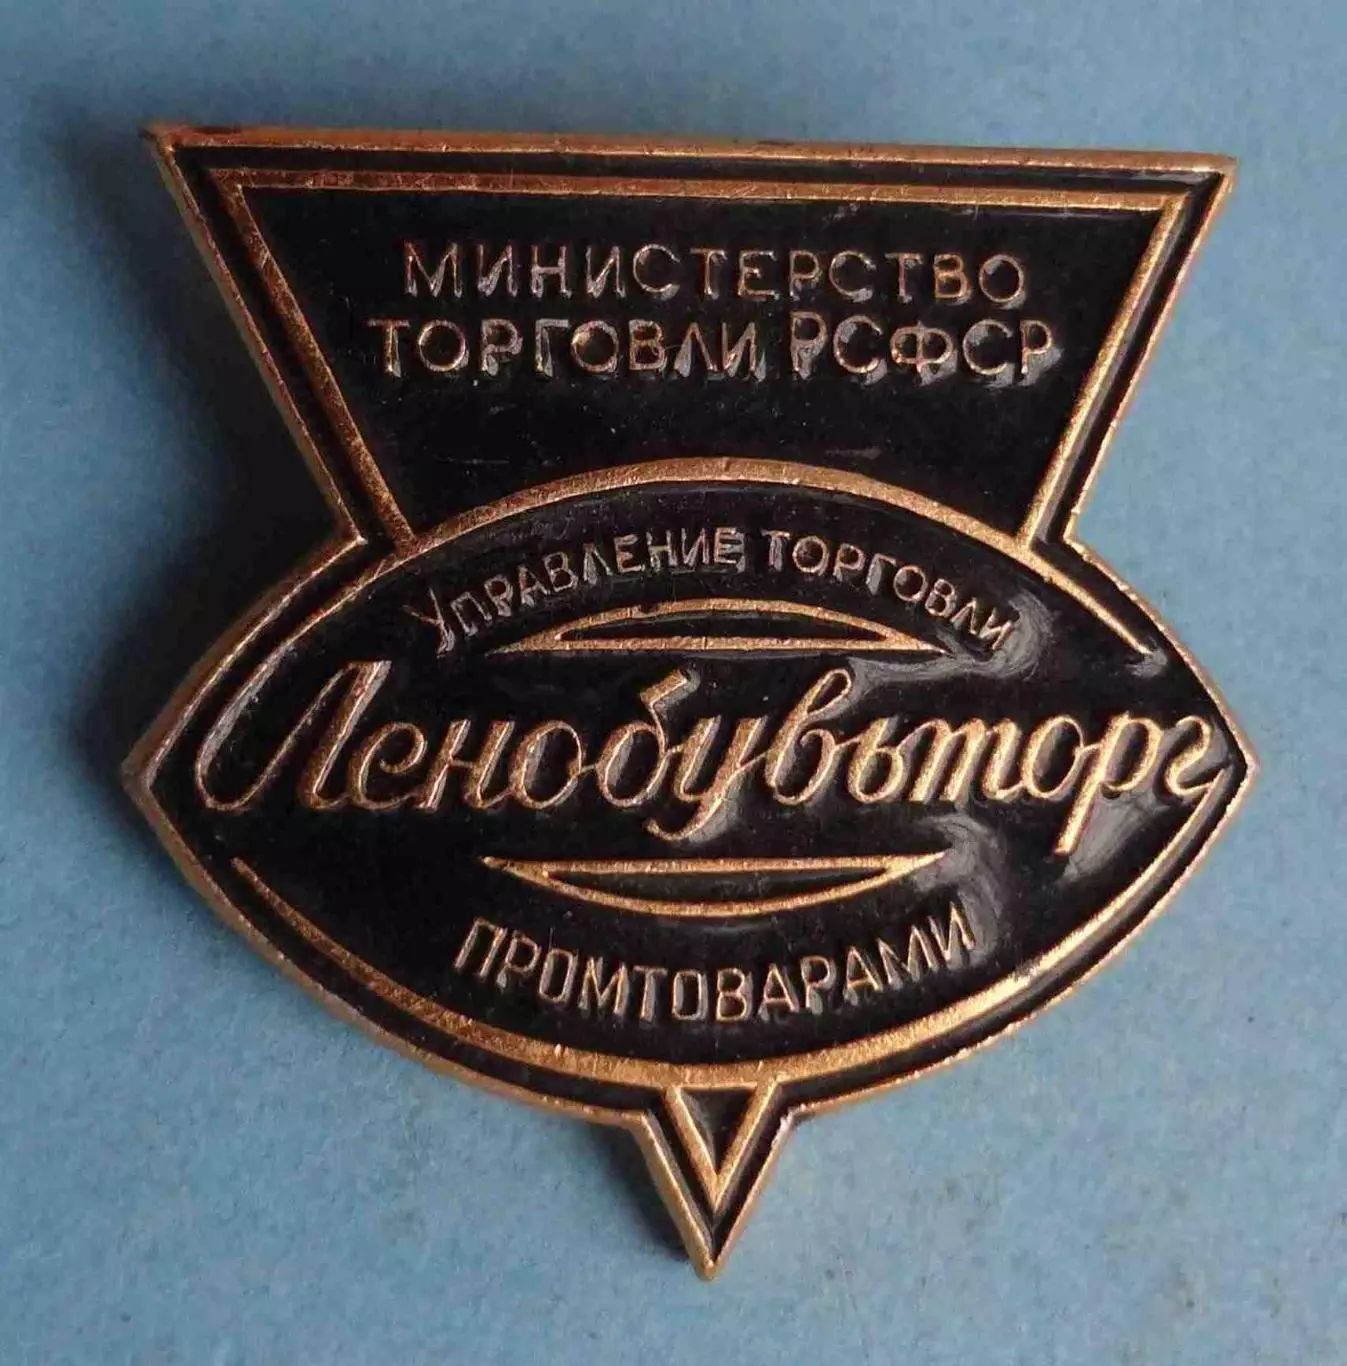 МИНИСТЕРСТВО
ТОРГОВЛИ РСФСР
УПРАВЛЕНИЕ ТОРГОВЛИ
Ленобувьторг
ПРОМТОВАРАМИ